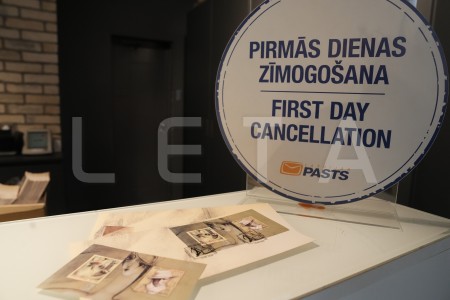 PIRMĀS DIENAS
ZĪMOGOŠANA
FIRST DAY
CANCELLATION
PASTS
LETA